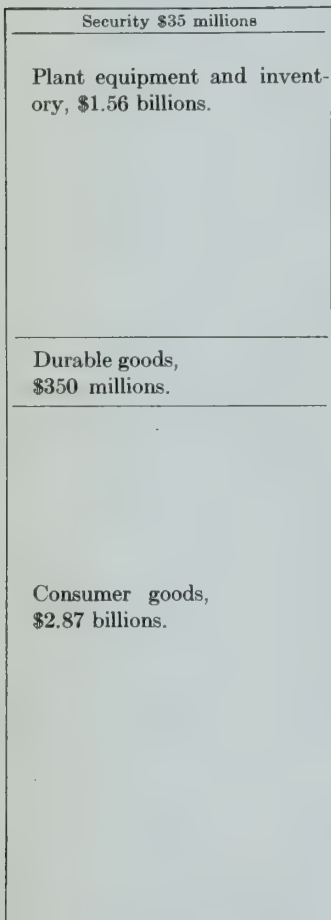 Security $35 millions
Plant equipment and invent-
ory, $1.56 billions.
Durable goods,
$350 millions.
Consumer goods,
$2.87 billions.